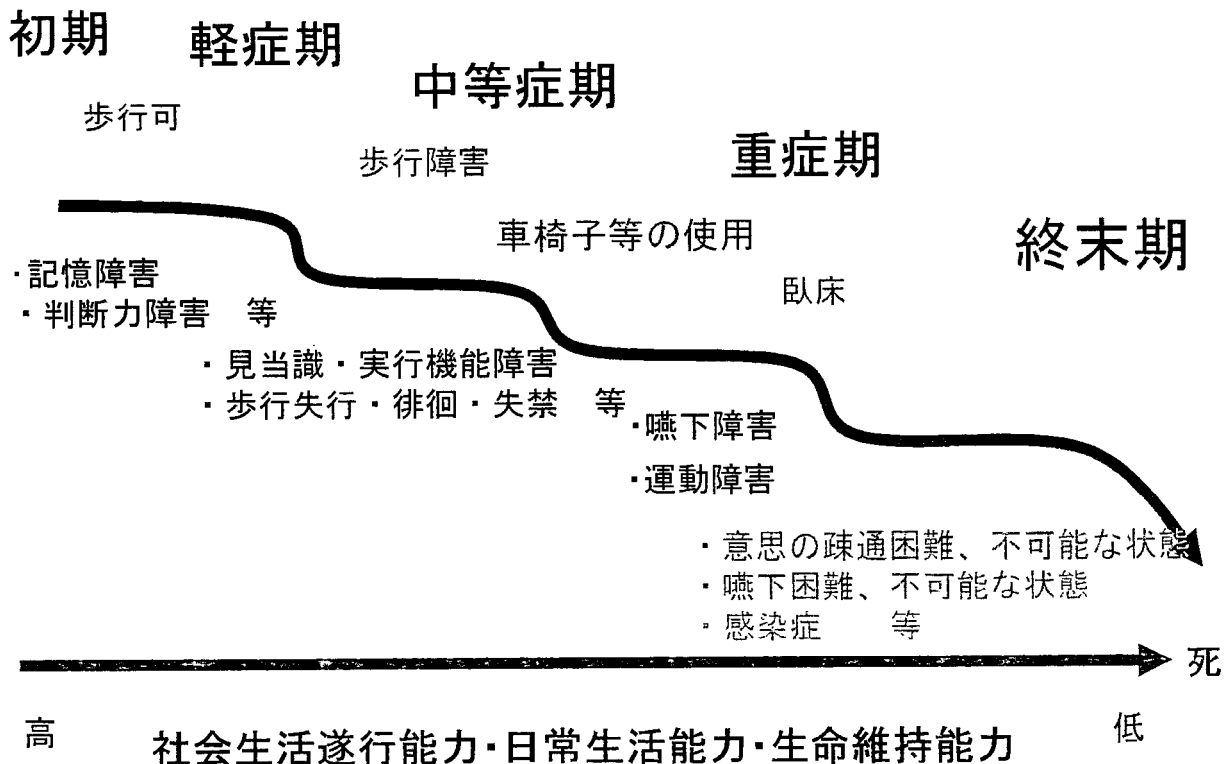 初期
軽症期
中等症期
歩行可
歩行障害
重症期
車椅子等の使用
終末期
・記憶障害
・判断力障害　等
臥床
・見当識・実行機能障害
・歩行失行・徘徊・失禁　等
・嚥下障害
・運動障害
・意思の疎通困難、不可能な状態
・嚥下困難、不可能な状態
・感染症　　等
死
高
低
社会生活遂行能力・日常生活能力・生命維持能力